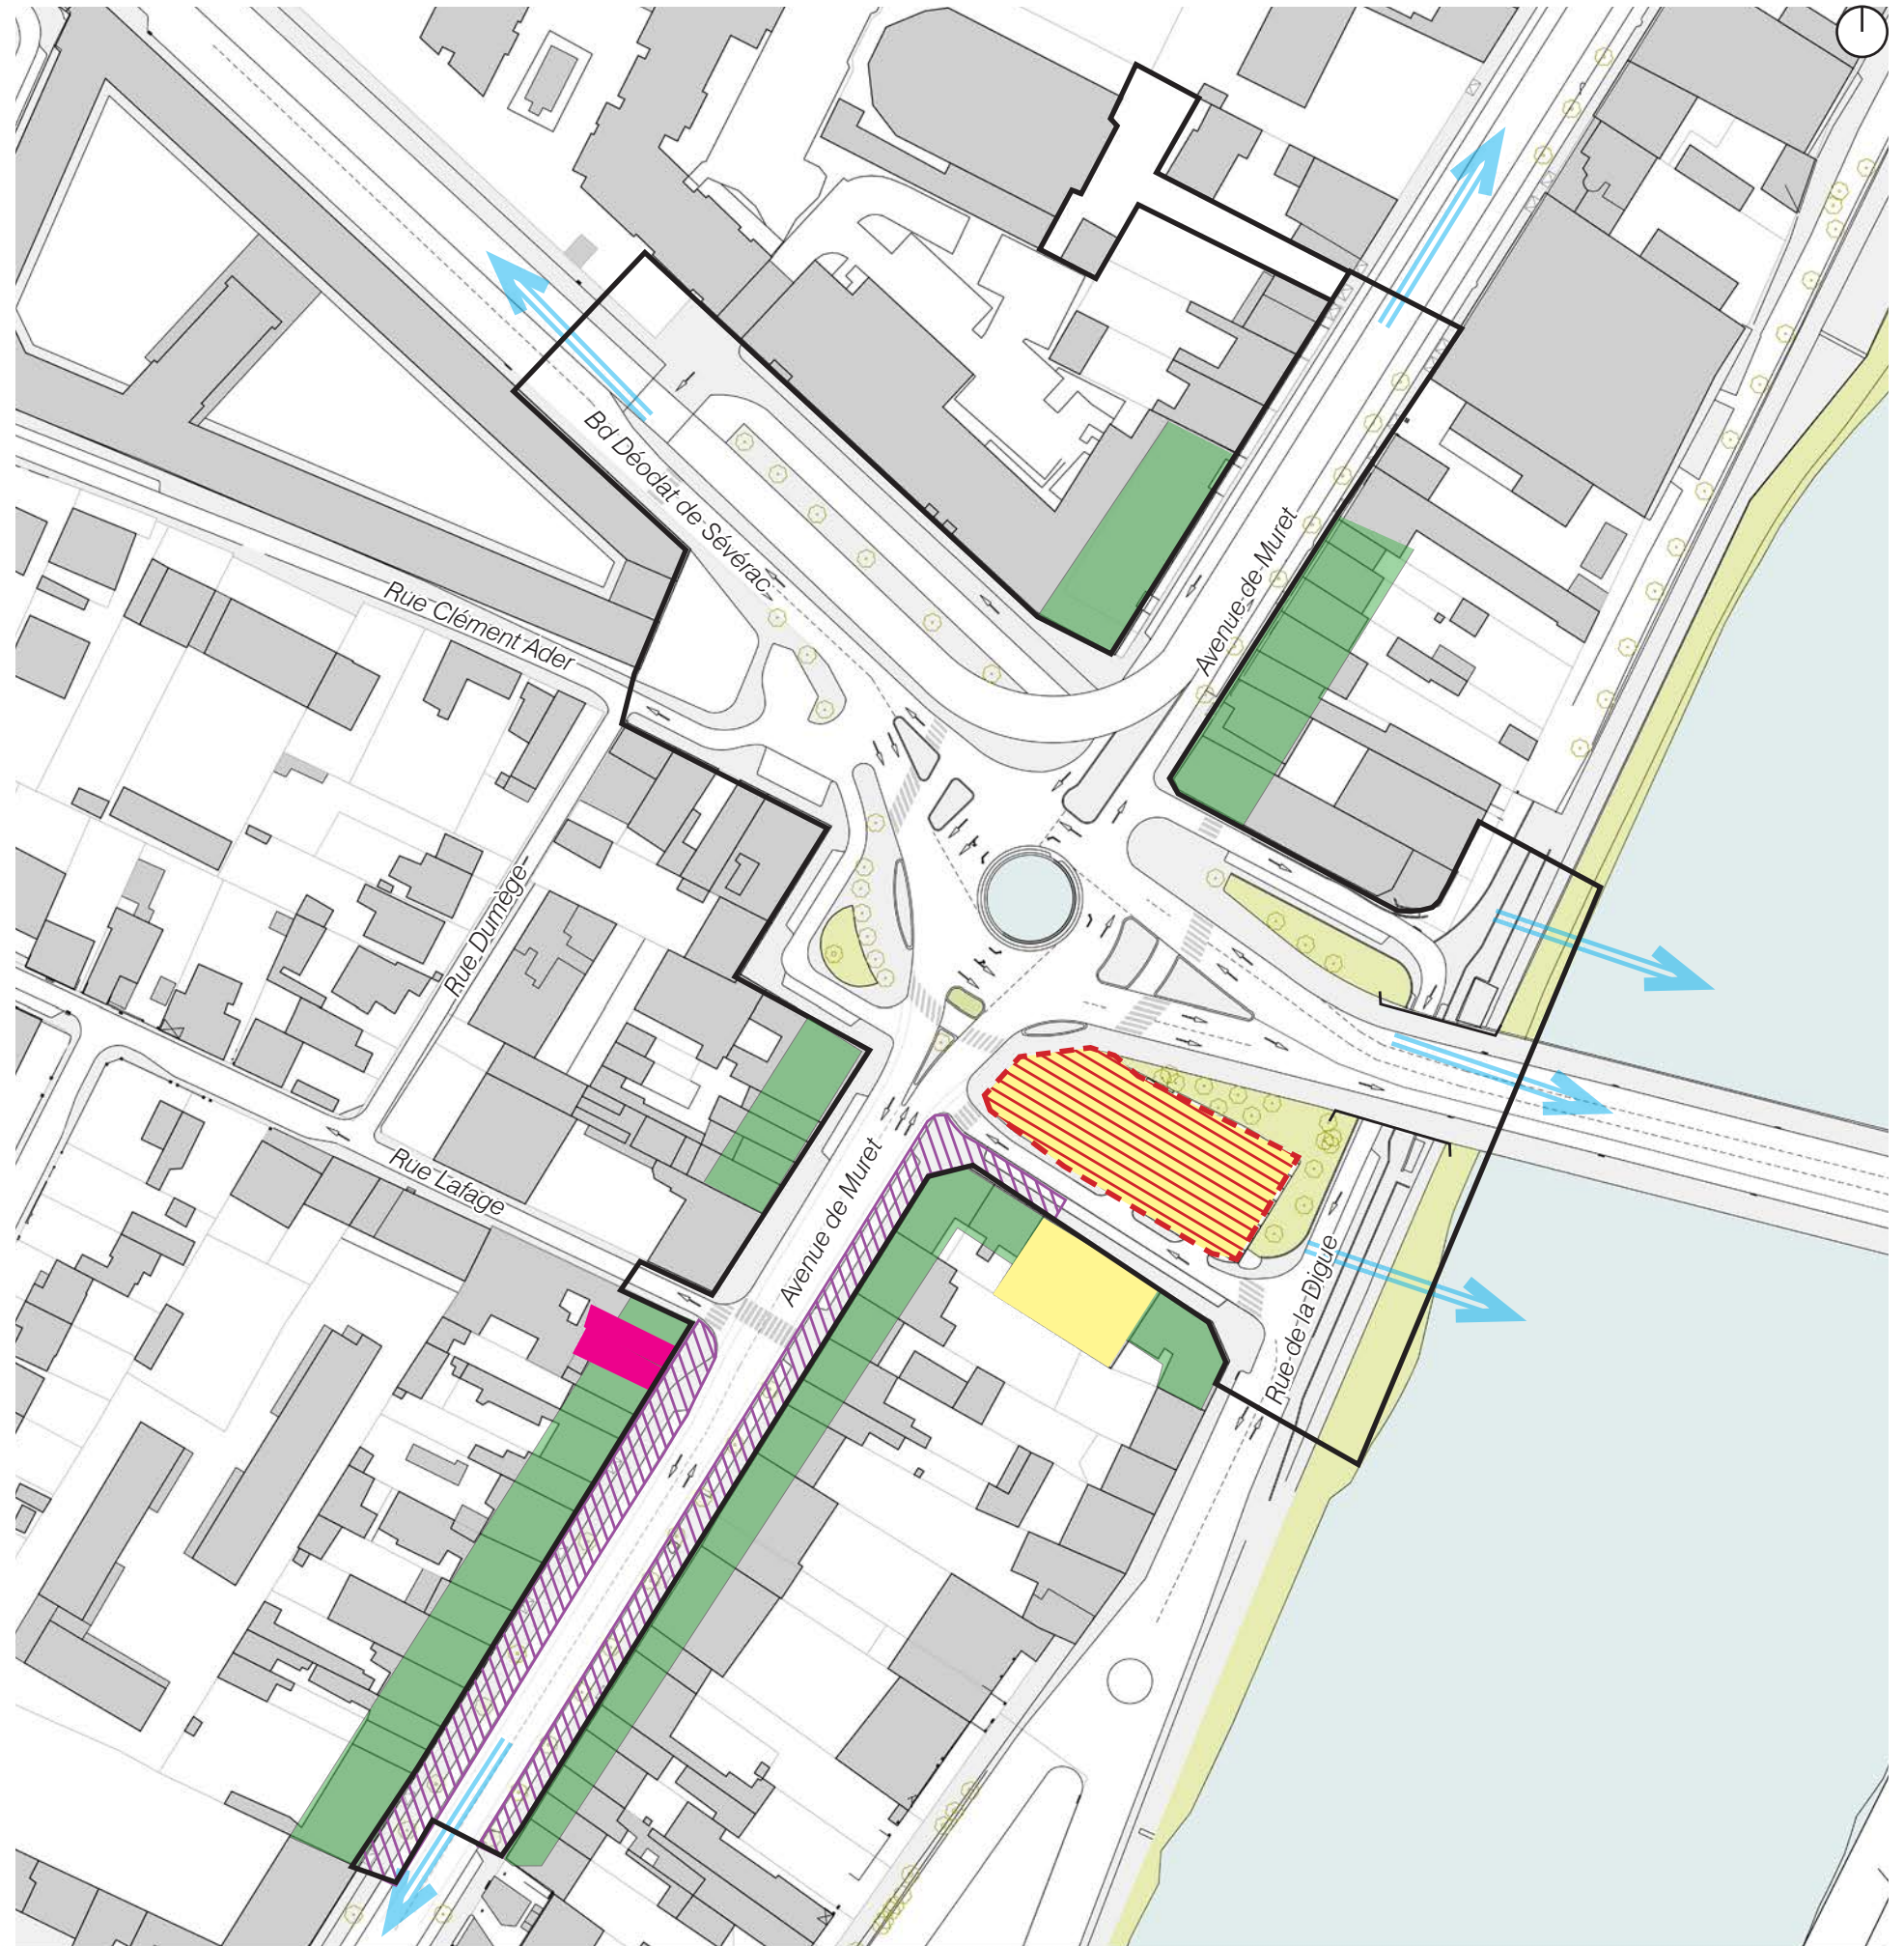 Bd Déodat de Sévérac
Avenue de Muret
Rue Clément Ader
Rue Dumège
Rue Lafage
Avenue de Muret
Rue de la Digue